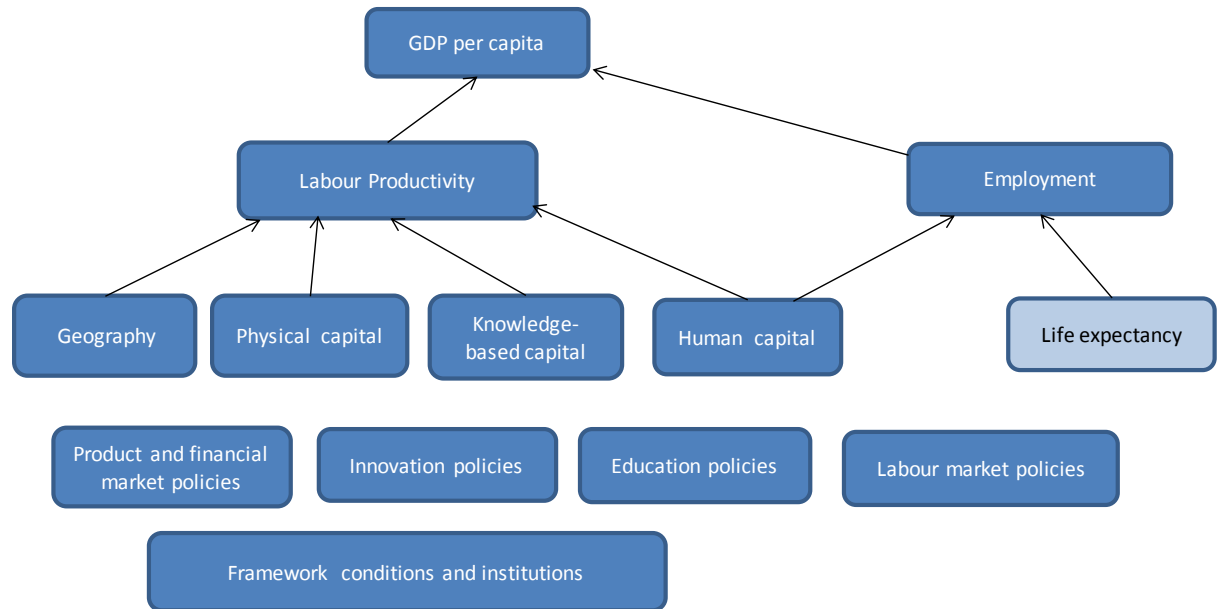 GDP per capita
Labour Productivity
Employment
Geography
Physical capital
Knowledge-
based capital
Human capital
Life expectancy
Product and financial
market policies
Innovation policies
Education policies
Labour market policies
Framework conditions and institutions